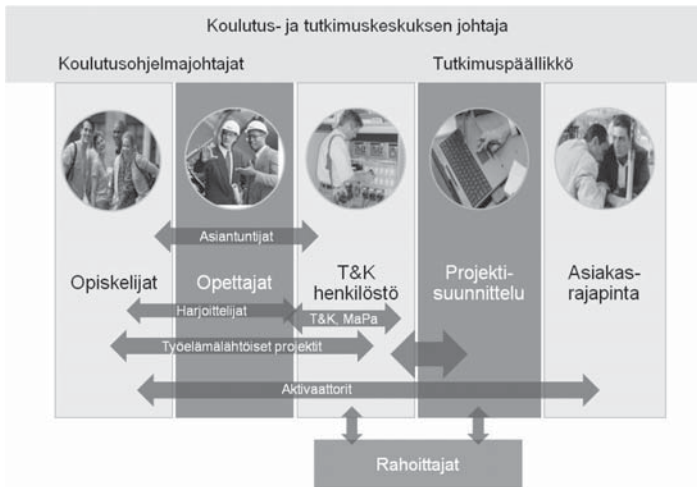 Koulutus- ja tutkimuskeskuksen johtaja
Koulutusohjelmajohtajat
Tutkimuspäällikkö
Asiantuntijat
Opiskelijat
Opettajat
T&K
henkilöstö
Projekti-
suunnittelu
Asiakas-
rajapinta
Harjoittelijat
T&K, MaPa
Työelämälähtöiset projektit
Aktivaattorit
Rahoittajat